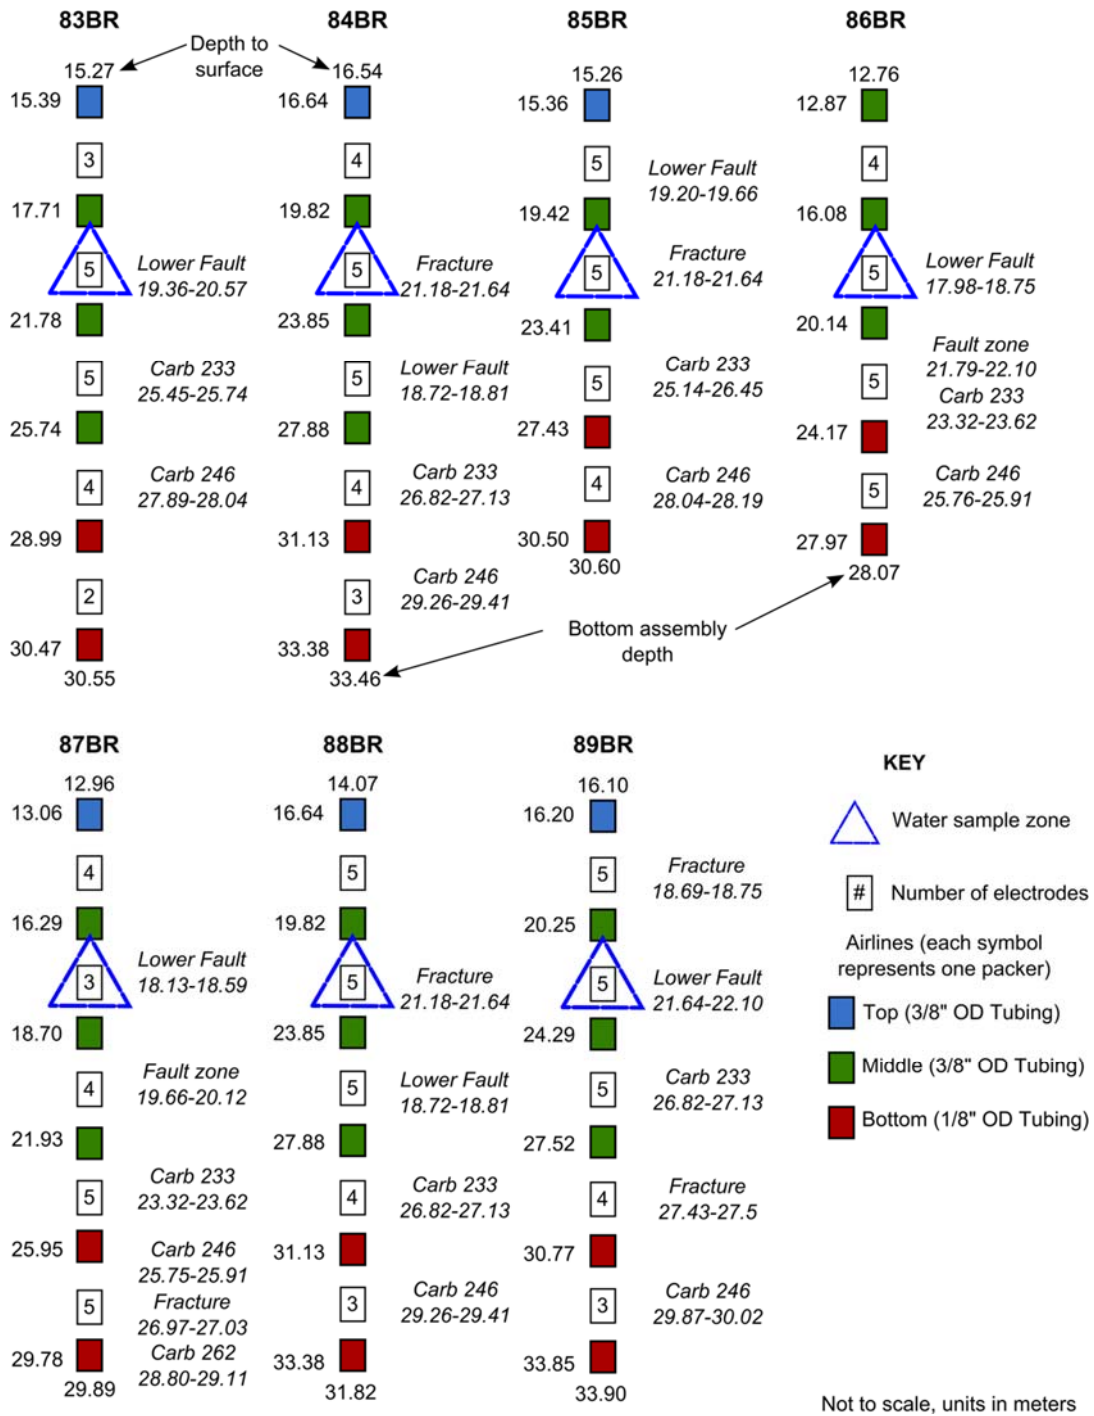 83BR
84BR
85BR
86BR
Depth to
surface
15.27
16.54
15.26
12.76
15.39
16.64
15.36
12.87
3
4
5
4
Lower Fault
19.20-19.66
17.71
19.82
19.42
16.08
5
Lower Fault
19.36-20.57
5
Fracture
21.18-21.64
5
Fracture
21.18-21.64
5
Lower Fault
17.98-18.75
21.78
23.85
23.41
20.14
5
Carb 233
25.45-25.74
5
Lower Fault
18.72-18.81
5
Carb 233
25.14-26.45
5
Fault zone
21.79-22.10
Carb 233
23.32-23.62
25.74
27.88
27.43
24.17
4
Carb 246
27.89-28.04
4
Carb 233
26.82-27.13
4
Carb 246
28.04-28.19
5
Carb 246
25.76-25.91
28.99
31.13
30.50
27.97
30.60
28.07
2
3
Carb 246
29.26-29.41
Bottom assembly
depth
30.47
33.38
30.55
33.46
87BR
88BR
89BR
12.96
14.07
16.10
13.06
16.64
16.20
4
5
5
Fracture
18.69-18.75
16.29
19.82
20.25
3
Lower Fault
18.13-18.59
5
Fracture
21.18-21.64
5
Lower Fault
21.64-22.10
18.70
23.85
24.29
4
Fault zone
19.66-20.12
5
Lower Fault
18.72-18.81
5
Carb 233
26.82-27.13
21.93
27.88
27.52
5
Carb 233
23.32-23.62
4
Carb 233
26.82-27.13
4
Fracture
27.43-27.5
25.95
31.13
30.77
Carb 246
25.75-25.91
5
Fracture
26.97-27.03
3
Carb 246
29.26-29.41
3
Carb 246
29.87-30.02
Carb 262
28.80-29.11
29.78
33.38
33.85
29.89
31.82
33.90
KEY
Water sample zone
# Number of electrodes
Airlines (each symbol
represents one packer)
Top (3/8" OD Tubing)
Middle (3/8" OD Tubing)
Bottom (1/8" OD Tubing)
Not to scale, units in meters